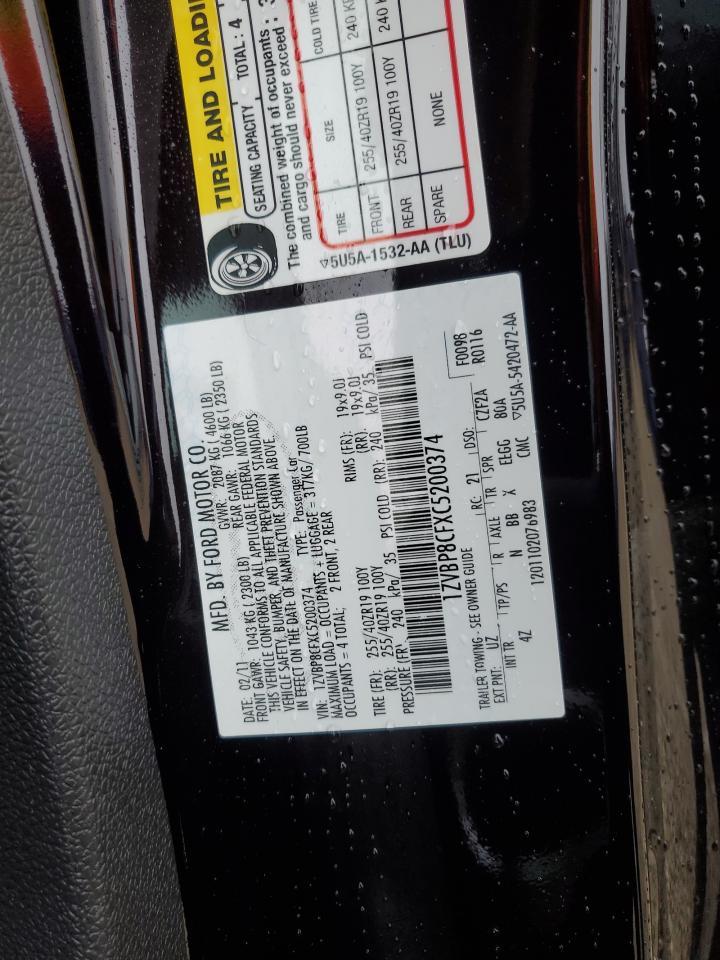 TIRE AND LOADI
SEATING CAPACITY TOTAL: 4
The combined weight of occupants
and cargo should never exceed
TIRE SIZE COLD TIRE
FRONT 255/40ZR19 100Y 240 K
REAR 255/40ZR19 100Y 240 K
SPARE NONE
▽5U5A-1532-AA (TLU)
MFD. BY FORD MOTOR CO.
DATE: 02/11 GVWR: 2087 KG ( 4600 LB)
FRONT GAWR: 1043 KG ( 2300 LB) REAR GAWR: 1066 KG ( 2350 LB)
THIS VEHICLE CONFORMS TO ALL APPLICABLE FEDERAL MOTOR
VEHICLE SAFETY, BUMPER, AND THEFT PREVENTION STANDARDS
IN EFFECT ON THE DATE OF MANUFACTURE SHOWN ABOVE.
VIN: 1ZVBP8CFXC5200374 TYPE: Passenger Car
MAXIMUM LOAD = OCCUPANTS + LUGGAGE = 317KG/ 700LB
OCCUPANTS = 4 TOTAL; 2 FRONT, 2 REAR
TIRE (FR): 255/40ZR19 100Y RIMS (FR): 19x9.0J
(RR): 255/40ZR19 100Y (RR): 19x9.0J
PRESSURE (FR): 240 kPa/ 35 PSI COLD (RR): 240 kPa/ 35 PSI COLD
1ZVBP8CFXC5200374
TRAILER TOWING - SEE OWNER GUIDE
EXT PNT: UZ RC: 21 DSO: CZF2A F0098
INT TR TP/PS R AXLE TR SPR 80A R0116
4Z N BB X EEGG ▽5U5A-5420472-AA
1201102076983 CMC